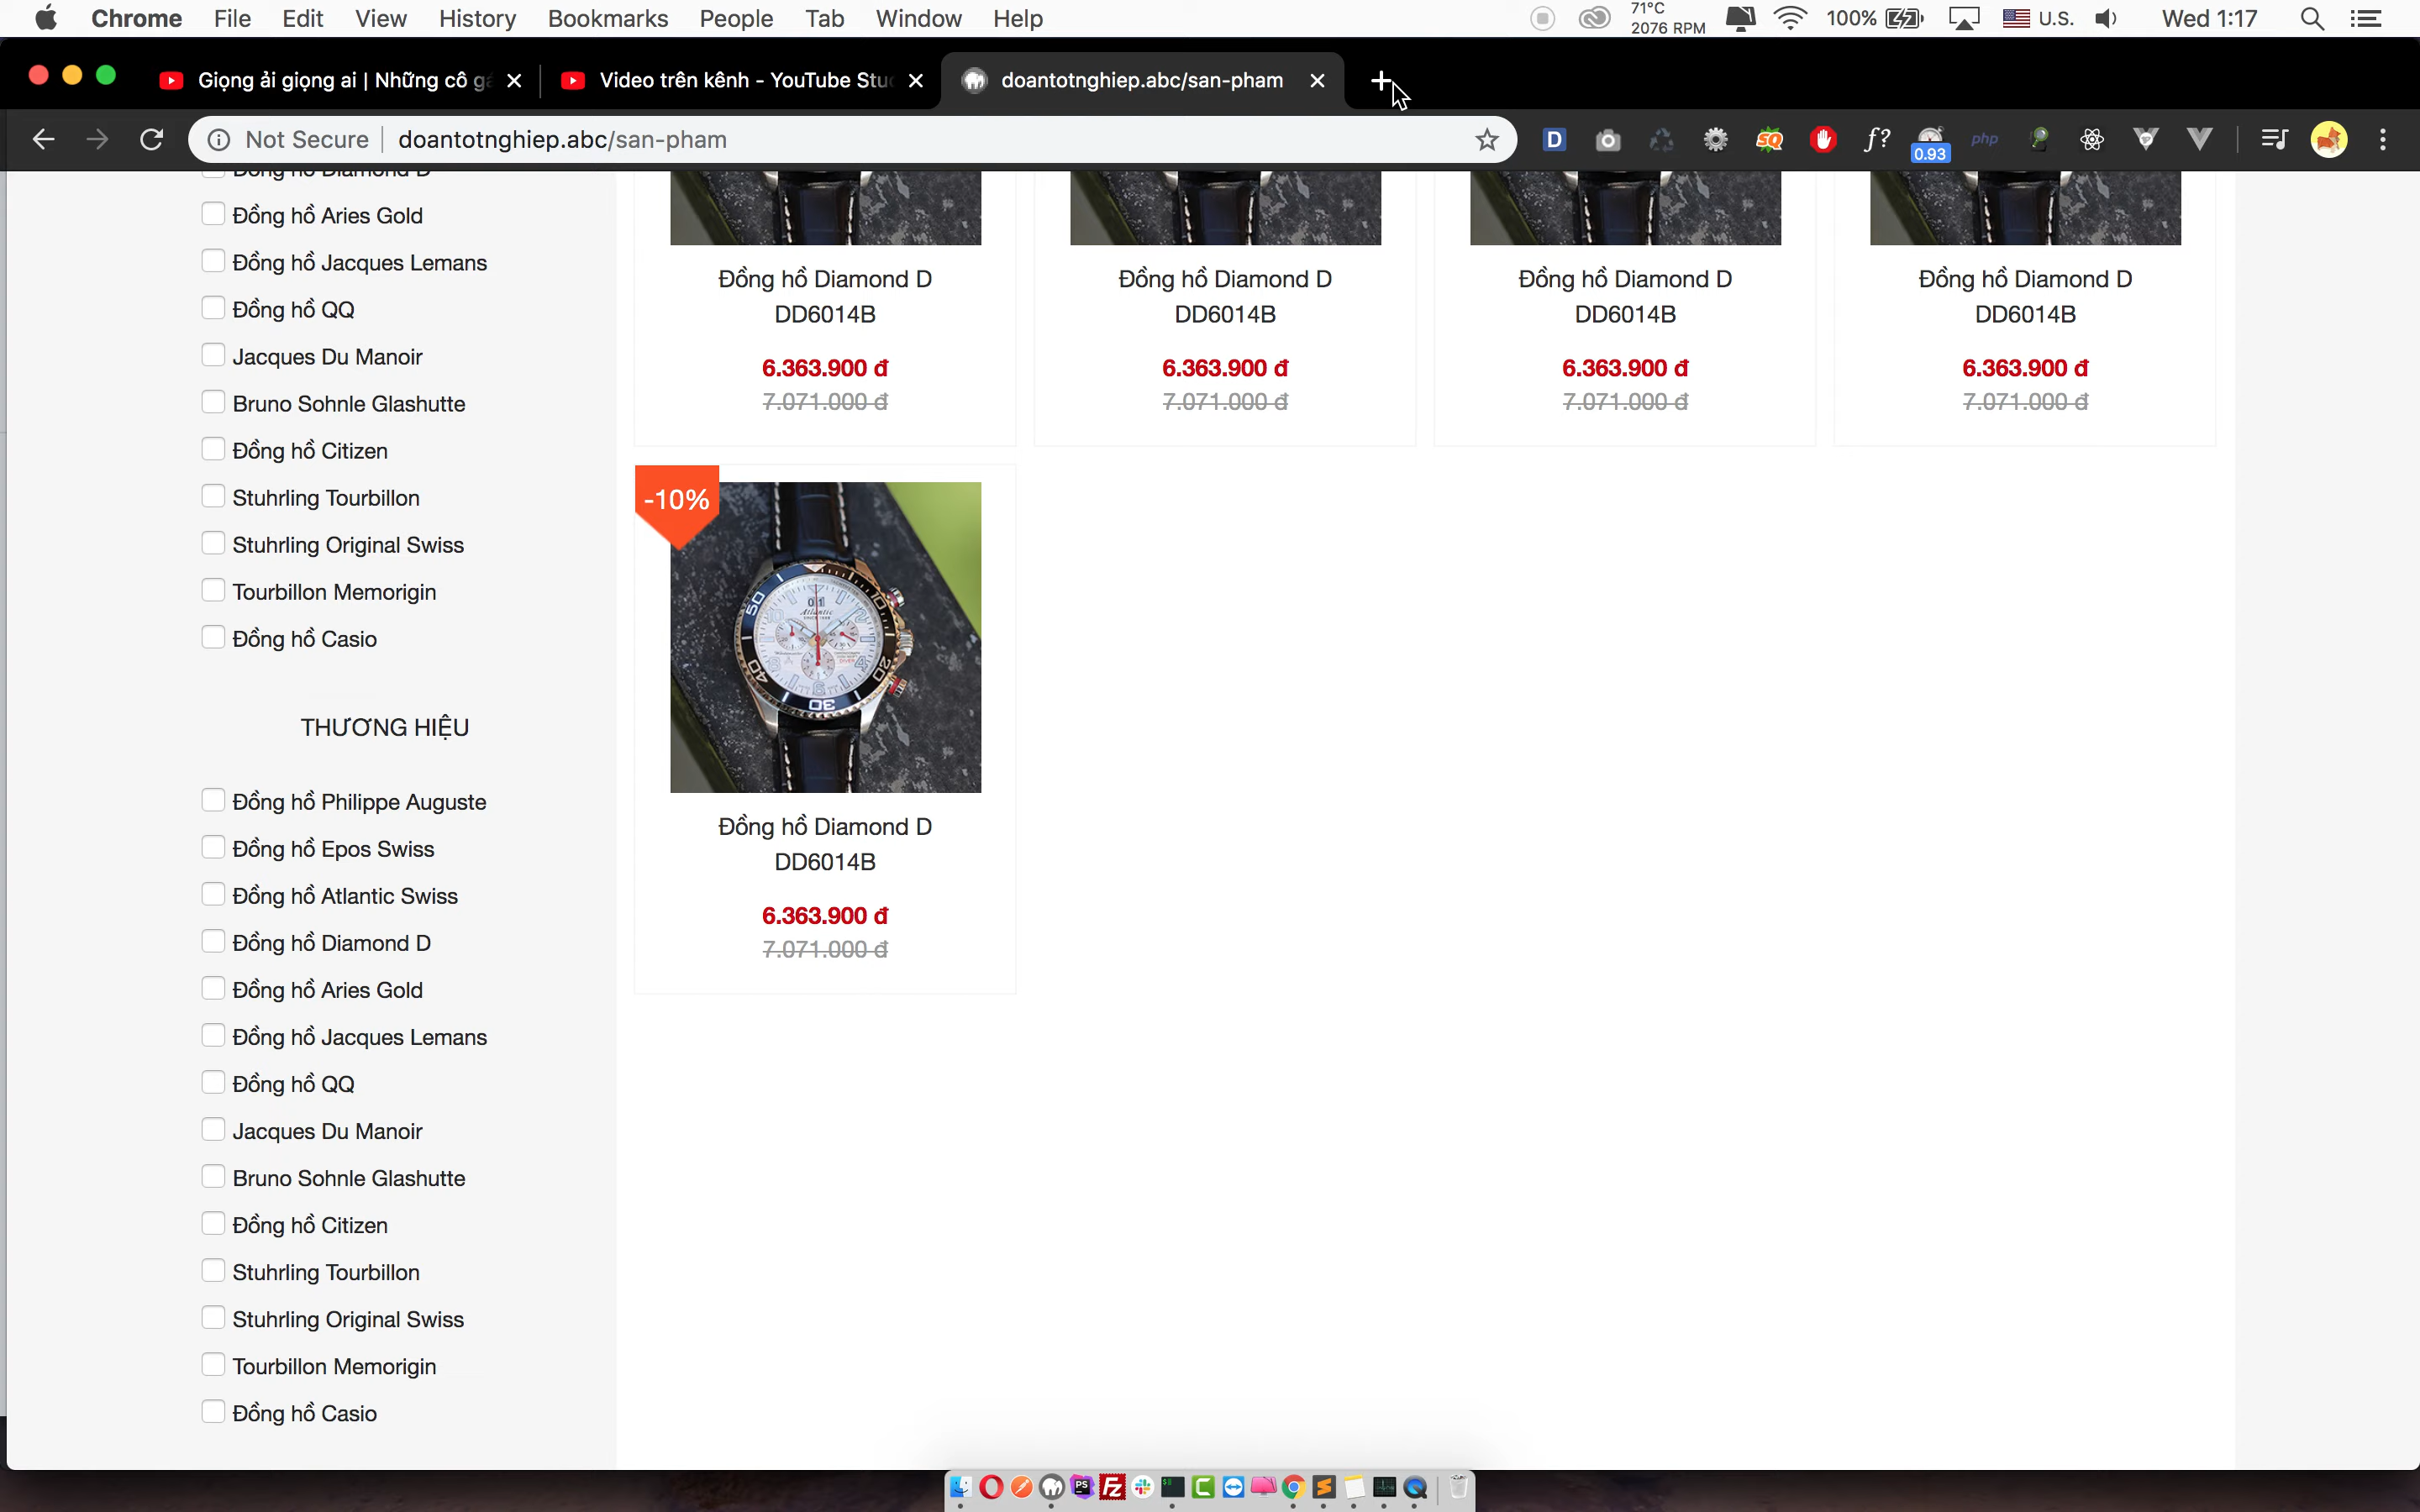 Chrome File Edit View History Bookmarks People Tab Window Help 71°C 2076 RPM 100% U.S. Wed 1:17
Giọng ải giọng ai | Những cô gá
Video trên kênh - YouTube Stu
doantotnghiep.abc/san-pham
Not Secure doantotnghiep.abc/san-pham
0.93
php
Đồng hồ Diamond D
Đồng hồ Aries Gold
Đồng hồ Jacques Lemans
Đồng hồ QQ
Jacques Du Manoir
Bruno Sohnle Glashutte
Đồng hồ Citizen
Stuhrling Tourbillon
Stuhrling Original Swiss
Tourbillon Memorigin
Đồng hồ Casio
THƯƠNG HIỆU
Đồng hồ Philippe Auguste
Đồng hồ Epos Swiss
Đồng hồ Atlantic Swiss
Đồng hồ Diamond D
Đồng hồ Aries Gold
Đồng hồ Jacques Lemans
Đồng hồ QQ
Jacques Du Manoir
Bruno Sohnle Glashutte
Đồng hồ Citizen
Stuhrling Tourbillon
Stuhrling Original Swiss
Tourbillon Memorigin
Đồng hồ Casio
Đồng hồ Diamond D
DD6014B
6.363.900 đ
7.071.000 đ
Đồng hồ Diamond D
DD6014B
6.363.900 đ
7.071.000 đ
Đồng hồ Diamond D
DD6014B
6.363.900 đ
7.071.000 đ
Đồng hồ Diamond D
DD6014B
6.363.900 đ
7.071.000 đ
-10%
Atlantic
Đồng hồ Diamond D
DD6014B
6.363.900 đ
7.071.000 đ